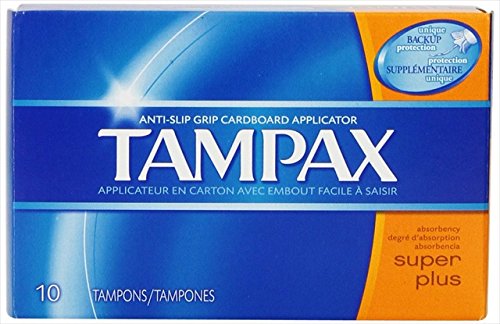 unique
BACKUP
protection
protection
SUPPLÉMENTAIRE
unique
ANTI-SLIP GRIP CARDBOARD APPLICATOR
TAMPAX
APPLICATEUR EN CARTON AVEC EMBOUT FACILE À SAISIR
absorbency
degré d'absorption
absorbencia
super
plus
10 TAMPONS/TAMPONES